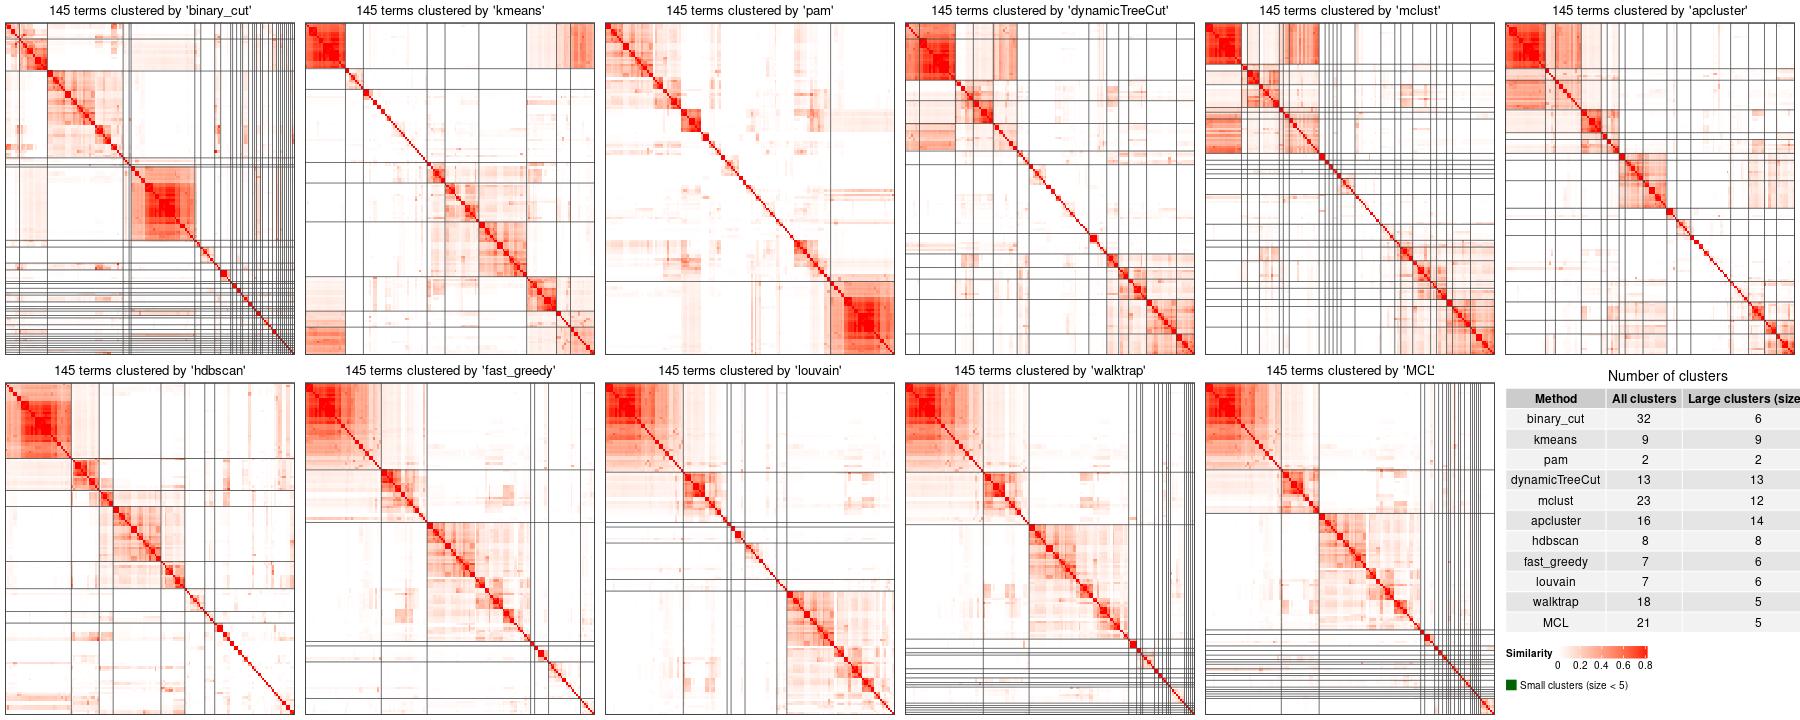 145 terms clustered by 'binary_cut'
145 terms clustered by 'kmeans'
145 terms clustered by 'pam'
145 terms clustered by 'dynamicTreeCut'
145 terms clustered by 'mclust'
145 terms clustered by 'apcluster'
145 terms clustered by 'hdbscan'
145 terms clustered by 'fast_greedy'
145 terms clustered by 'louvain'
145 terms clustered by 'walktrap'
145 terms clustered by 'MCL'
Number of clusters
Method All clusters Large clusters (size
binary_cut 32 6
kmeans 9 9
pam 2 2
dynamicTreeCut 13 13
mclust 23 12
apcluster 16 14
hdbscan 8 8
fast_greedy 7 6
louvain 7 6
walktrap 18 5
MCL 21 5
Similarity
0 0.2 0.4 0.6 0.8
Small clusters (size < 5)